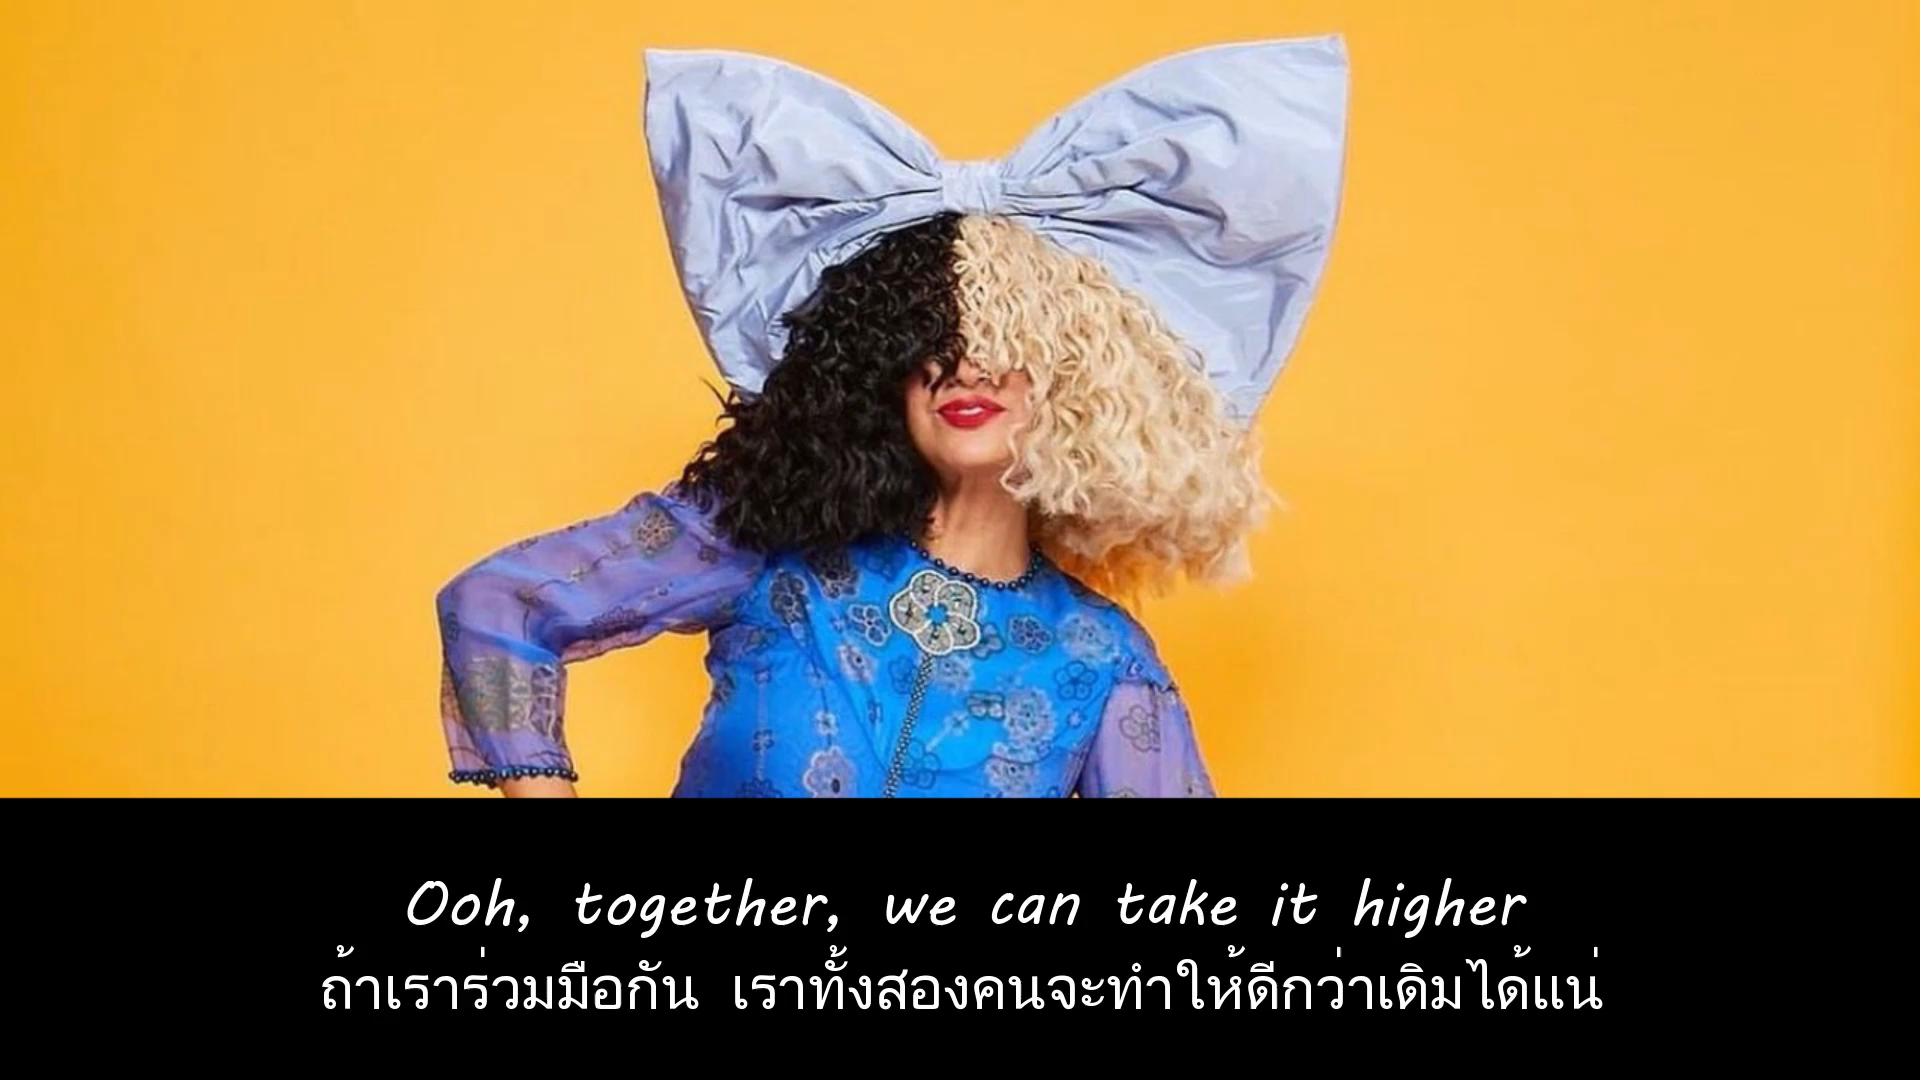 Ooh, together, we can take it higher
ถ้าเราร่วมมือกัน เราทั้งสองคนจะทำให้ดีกว่าเดิมได้แน่